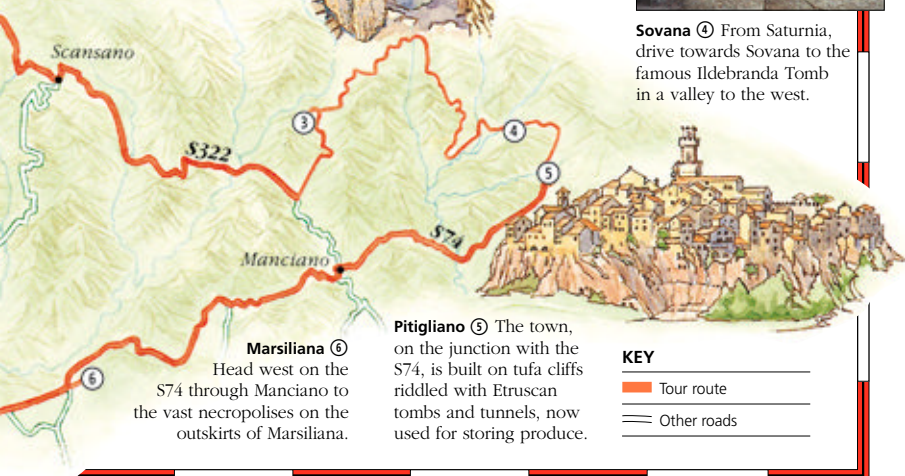 Sovana ④ From Saturnia,
drive towards Sovana to the
famous Ildebranda Tomb
in a valley to the west.
Scansano
③
④
S322
⑤
S74
Manciano
⑥
Marsiliana ⑥
Head west on the
S74 through Manciano to
the vast necropolises on the
outskirts of Marsiliana.
Pitigliano ⑤ The town,
on the junction with the
S74, is built on tufa cliffs
riddled with Etruscan
tombs and tunnels, now
used for storing produce.
KEY
Tour route
Other roads